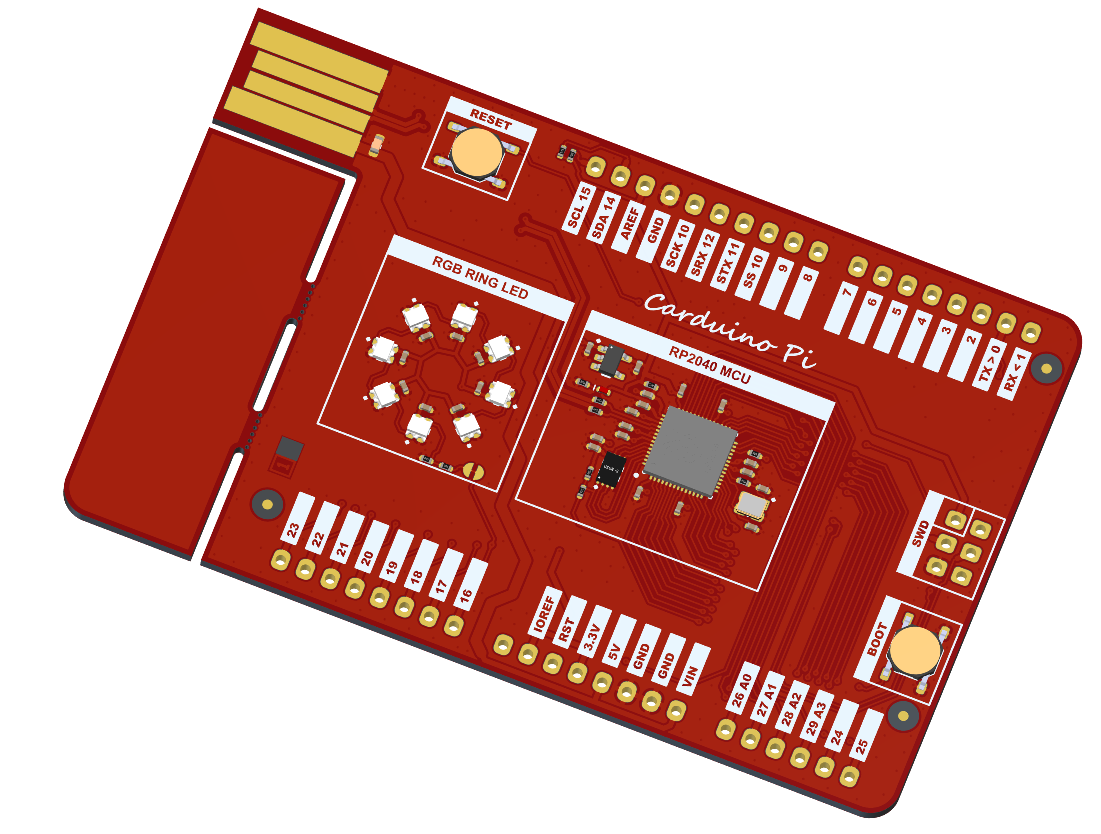 RESET
SCL 15
SDA 14
AREF
GND
SCK 10
SRX 12
STX 11
SS 10
9
8
7
6
5
4
3
2
TX > 0
RX < 1
RGB RING LED
Carduino Pi
RP2040 MCU
SWD
BOOT
23
22
21
20
19
18
17
16
IOREF
RST
3.3V
5V
GND
GND
VIN
26 A0
27 A1
28 A2
29 A3
24
25